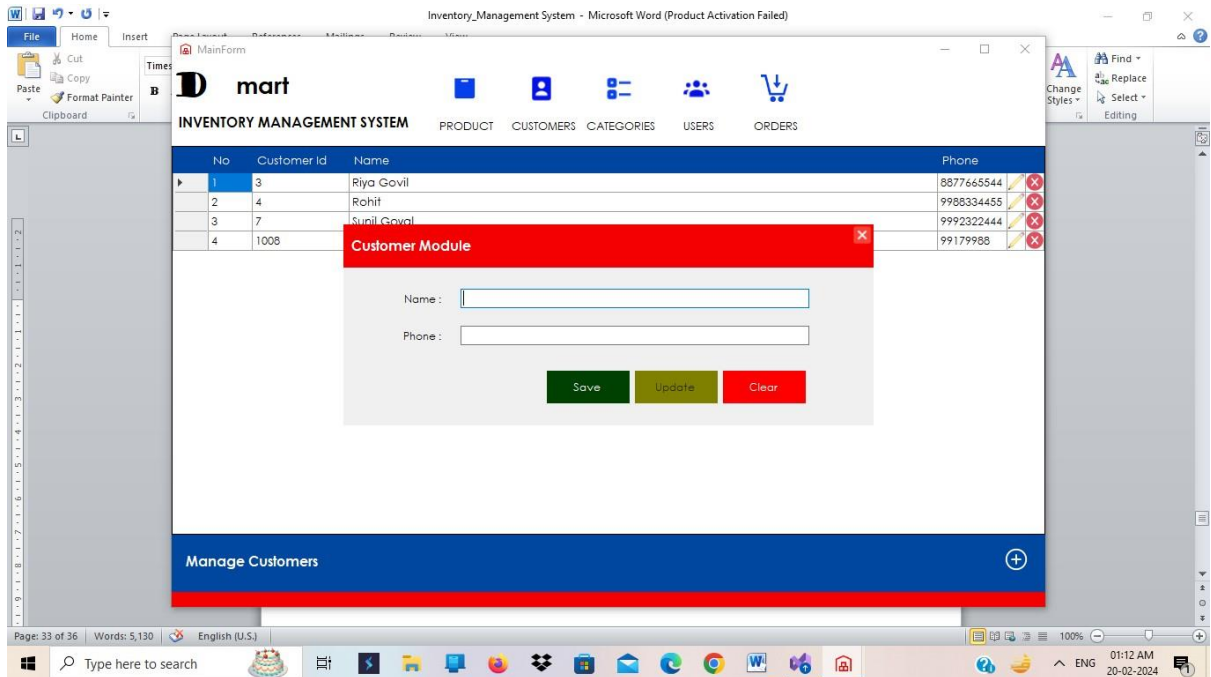 Inventory_Management System - Microsoft Word (Product Activation Failed)
File Home Insert
Cut
Copy
Paste
Format Painter
Clipboard
Times
B
Find
Replace
Change Styles
Select
Editing
MainForm
D mart
INVENTORY MANAGEMENT SYSTEM
PRODUCT CUSTOMERS CATEGORIES USERS ORDERS
No Customer Id Name Phone
1 3 Riya Govil 8877665544
2 4 Rohit 9988334455
3 7 Sunil Goyal 9992322444
4 1008 99179988
Customer Module
Name :
Phone :
Save Update Clear
Manage Customers
Page: 33 of 36 Words: 5,130 English (U.S.) 100%
Type here to search
ENG
01:12 AM
20-02-2024